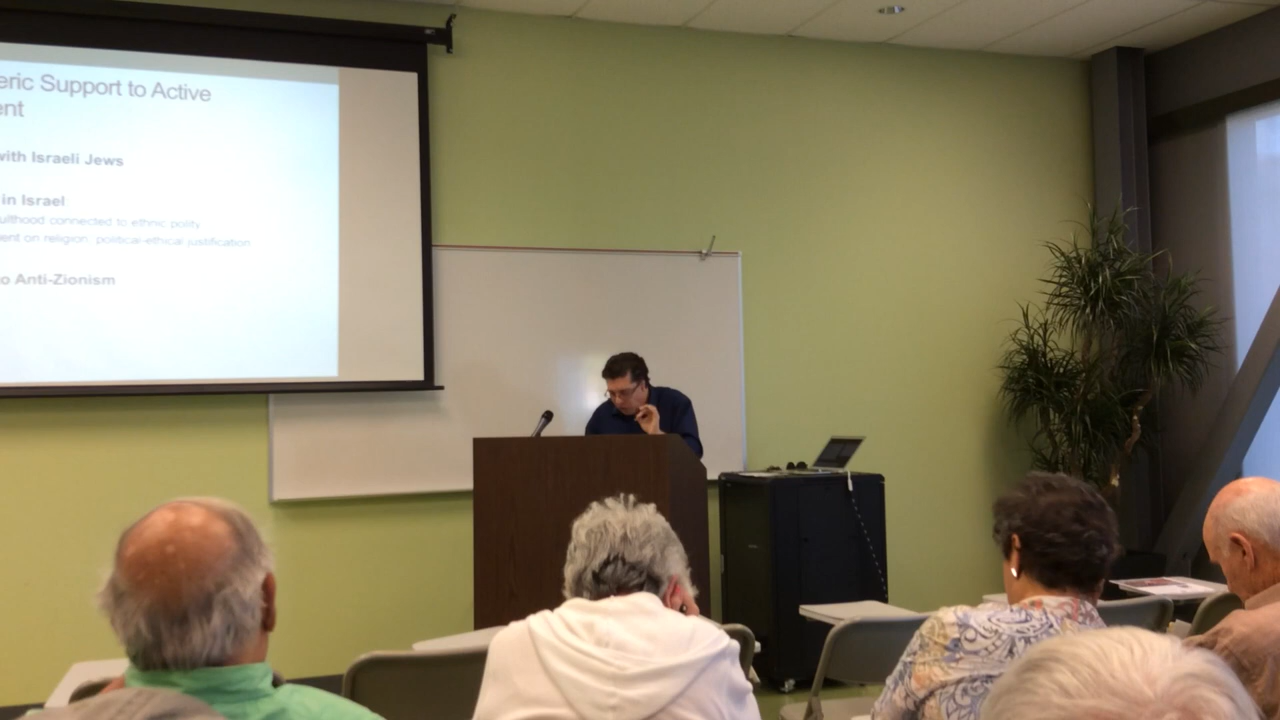 eric Support to Active
ent
with Israeli Jews
in Israel
ulthood connected to ethnic polity
ent on religion: political-ethical justification
o Anti-Zionism